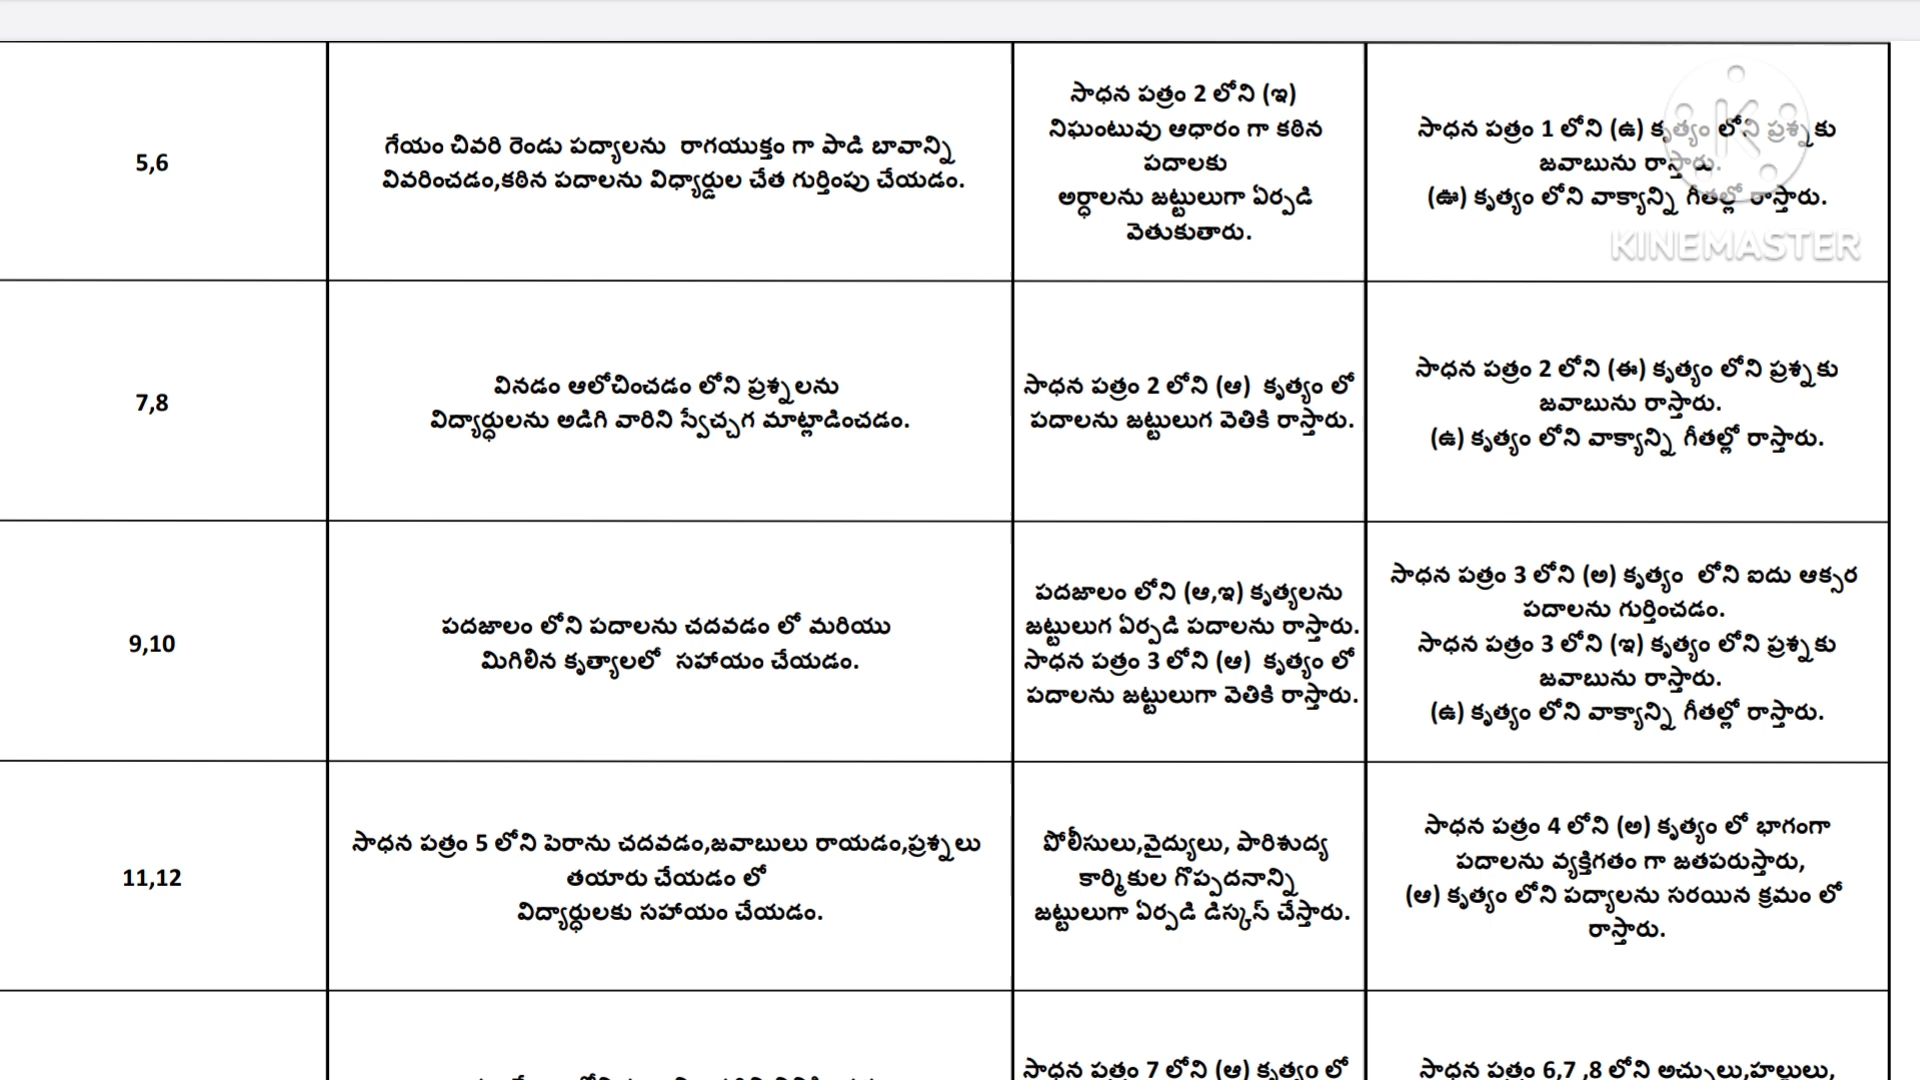 5,6
గేయం చివరి రెండు పద్యాలను రాగయుక్తం గా పాడి బావాన్ని
వివరించడం,కఠిన పదాలను విధ్యార్డుల చేత గుర్తింపు చేయడం.
సాధన పత్రం 2 లోని (ఇ)
నిఘంటువు ఆధారం గా కఠిన
పదాలకు
అర్ధాలను జట్టులుగా ఏర్పడి
వెతుకుతారు.
సాధన పత్రం 1 లోని (ఉ) కృత్యం లోని ప్రశ్నకు
జవాబును రాస్తారు.
(ఊ) కృత్యం లోని వాక్యాన్ని గీతల్లో రాస్తారు.
KINEMASTER
7,8
వినడం ఆలోచించడం లోని ప్రశ్నలను
విద్యార్ధులను అడిగి వారిని స్వేచ్చగ మాట్లాడించడం.
సాధన పత్రం 2 లోని (ఆ) కృత్యం లో
పదాలను జట్టులుగ వెతికి రాస్తారు.
సాధన పత్రం 2 లోని (ఈ) కృత్యం లోని ప్రశ్నకు
జవాబును రాస్తారు.
(ఉ) కృత్యం లోని వాక్యాన్ని గీతల్లో రాస్తారు.
9,10
పదజాలం లోని పదాలను చదవడం లో మరియు
మిగిలిన కృత్యాలలో సహాయం చేయడం.
పదజాలం లోని (ఆ,ఇ) కృత్యలను
జట్టులుగ ఏర్పడి పదాలను రాస్తారు.
సాధన పత్రం 3 లోని (ఆ) కృత్యం లో
పదాలను జట్టులుగా వెతికి రాస్తారు.
సాధన పత్రం 3 లోని (అ) కృత్యం లోని ఐదు ఆక్సర
పదాలను గుర్తించడం.
సాధన పత్రం 3 లోని (ఇ) కృత్యం లోని ప్రశ్నకు
జవాబును రాస్తారు.
(ఉ) కృత్యం లోని వాక్యాన్ని గీతల్లో రాస్తారు.
11,12
సాధన పత్రం 5 లోని పెరాను చదవడం,జవాబులు రాయడం,ప్రశ్నలు
తయారు చేయడం లో
విద్యార్ధులకు సహాయం చేయడం.
పోలీసులు,వైద్యులు, పారిశుద్య
కార్మికుల గొప్పదనాన్ని
జట్టులుగా ఏర్పడి డిస్కస్ చేస్తారు.
సాధన పత్రం 4 లోని (అ) కృత్యం లో భాగంగా
పదాలను వ్యక్తిగతం గా జతపరుస్తారు,
(ఆ) కృత్యం లోని పద్యాలను సరయిన క్రమం లో
రాస్తారు.
సాధన పత్రం 7 లోని (ఆ) కృత్యం లో
సాధన పత్రం 6,7 ,8 లోని అచ్చులు,హల్లులు,